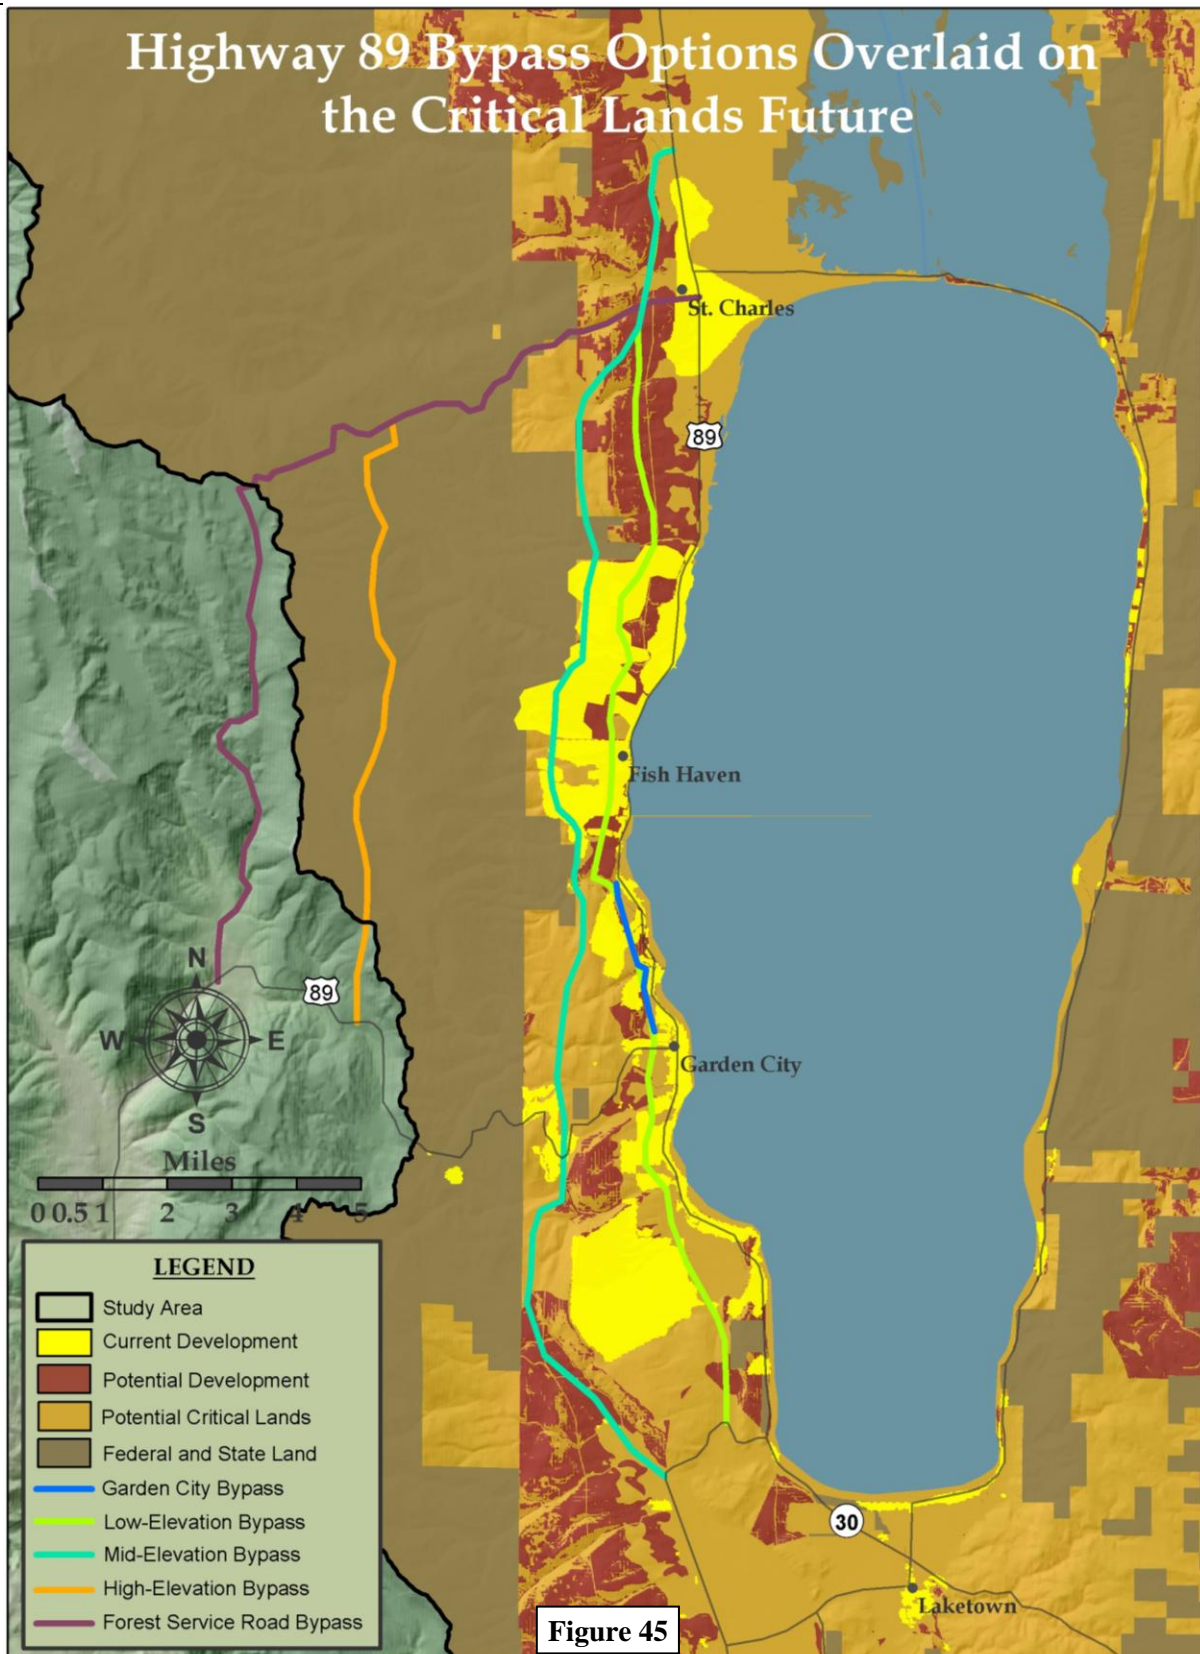 Highway 89 Bypass Options Overlaid on
the Critical Lands Future
St. Charles
89
Fish Haven
N
89
W
E
Garden City
S
Miles
0 0.5 1 2 3 4 5
LEGEND
Study Area
Current Development
Potential Development
Potential Critical Lands
Federal and State Land
Garden City Bypass
Low-Elevation Bypass
Mid-Elevation Bypass
High-Elevation Bypass
Forest Service Road Bypass
30
Laketown
Figure 45